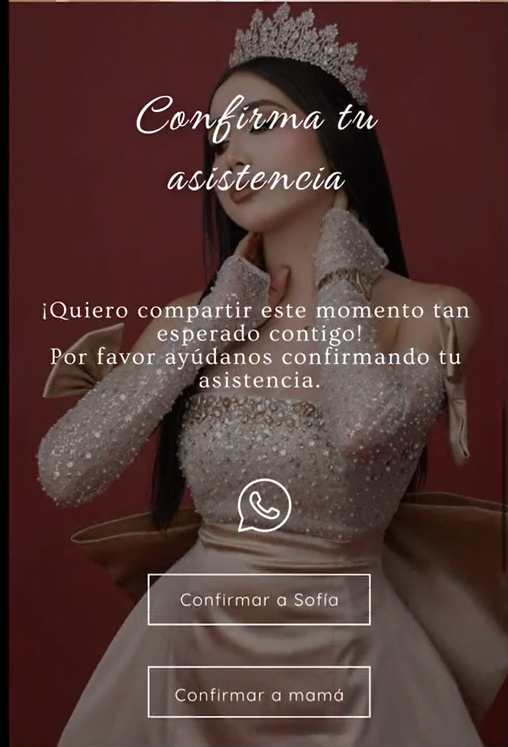 Confirma tu
asistencia
¡Quiero compartir este momento tan
esperado contigo!
Por favor ayúdanos confirmando tu
asistencia.
Confirmar a Sofía
Confirmar a mamá